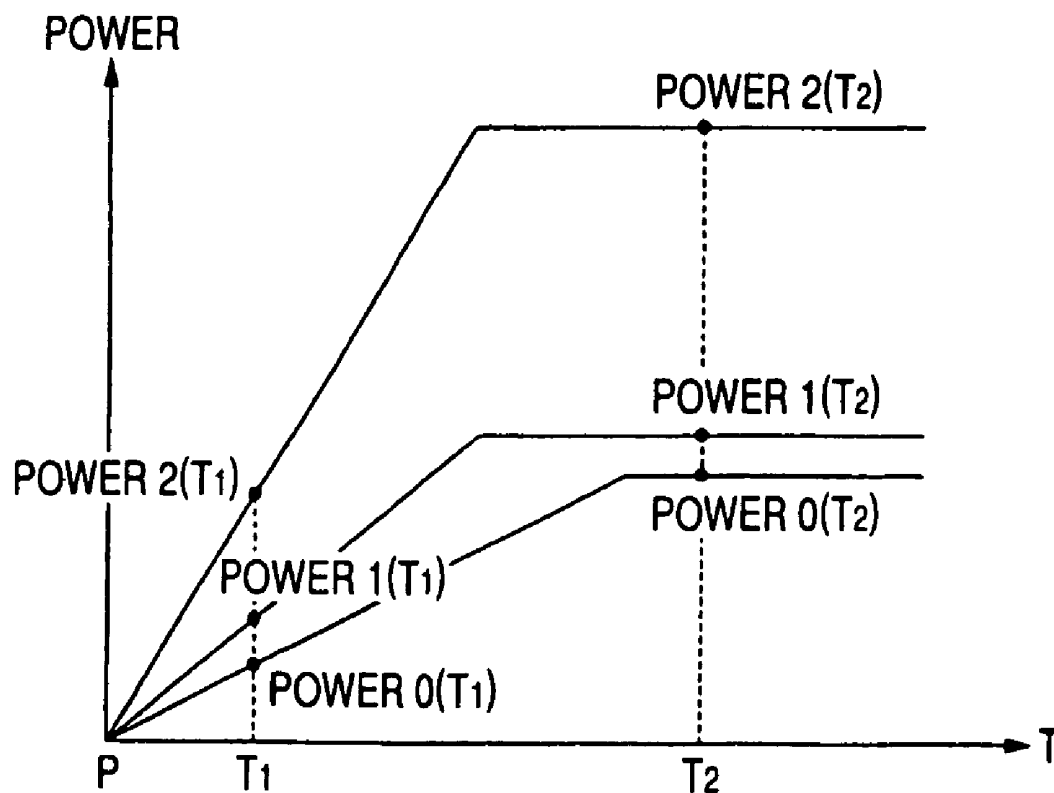 POWER
POWER 2(T2)
POWER 1(T2)
POWER 2(T1)
POWER 0(T2)
POWER 1(T1)
POWER 0(T1)
T
P
T1
T2